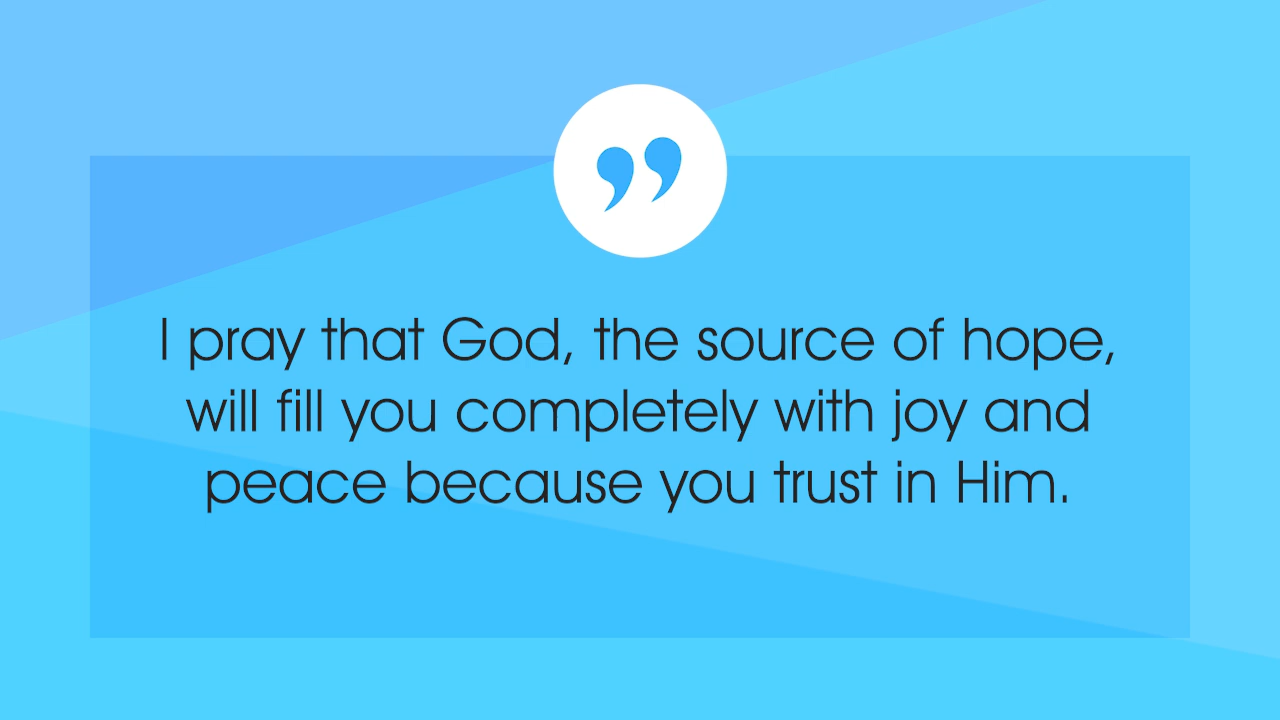 I pray that God, the source of hope,
will fill you completely with joy and
peace because you trust in Him.